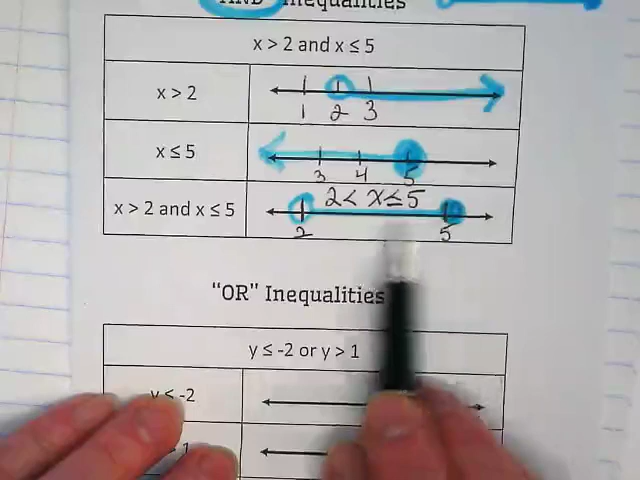 "AND" Inequalities
x > 2 and x ≤ 5
x > 2
1 2 3
x ≤ 5
3 4 5
x > 2 and x ≤ 5
2 < x ≤ 5
2 5
"OR" Inequalities
y ≤ -2 or y > 1
y ≤ -2